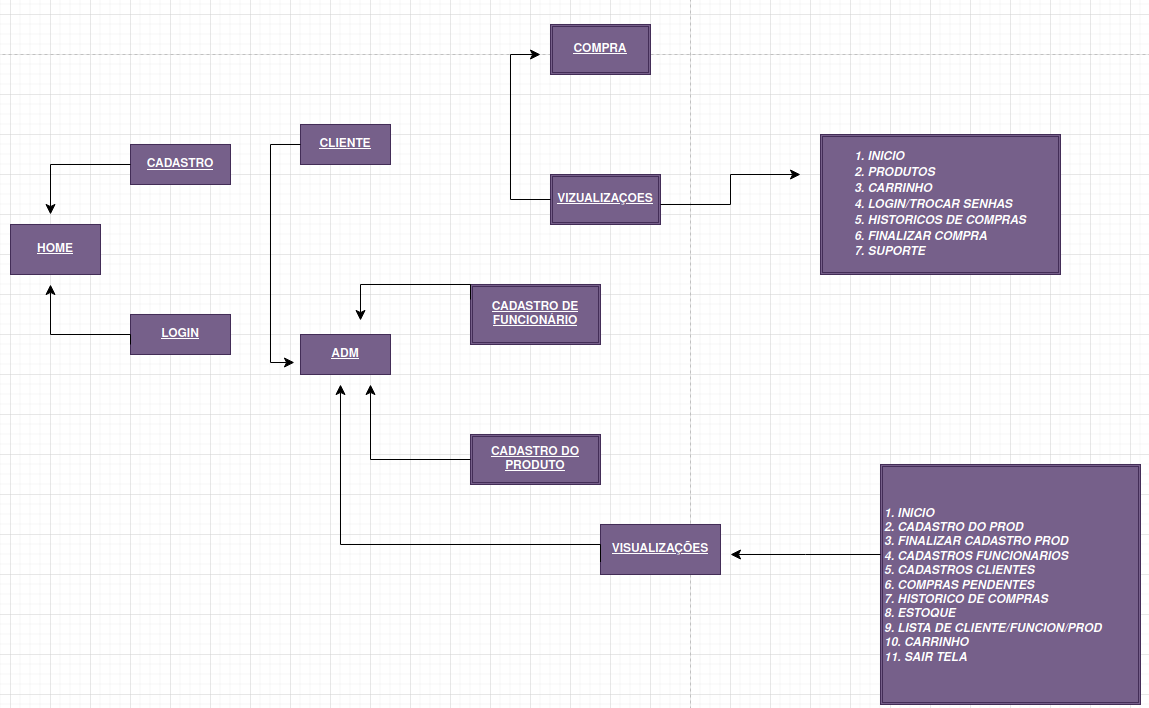 COMPRA
CLIENTE
CADASTRO
1. INICIO
2. PRODUTOS
3. CARRINHO
4. LOGIN/TROCAR SENHAS
5. HISTORICOS DE COMPRAS
6. FINALIZAR COMPRA
7. SUPORTE
VIZUALIZAÇOES
HOME
CADASTRO DE
FUNCIONÁRIO
LOGIN
ADM
CADASTRO DO
PRODUTO
VISUALIZAÇÕES
1. INICIO
2. CADASTRO DO PROD
3. FINALIZAR CADASTRO PROD
4. CADASTROS FUNCIONARIOS
5. CADASTROS CLIENTES
6. COMPRAS PENDENTES
7. HISTORICO DE COMPRAS
8. ESTOQUE
9. LISTA DE CLIENTE/FUNCION/PROD
10. CARRINHO
11. SAIR TELA